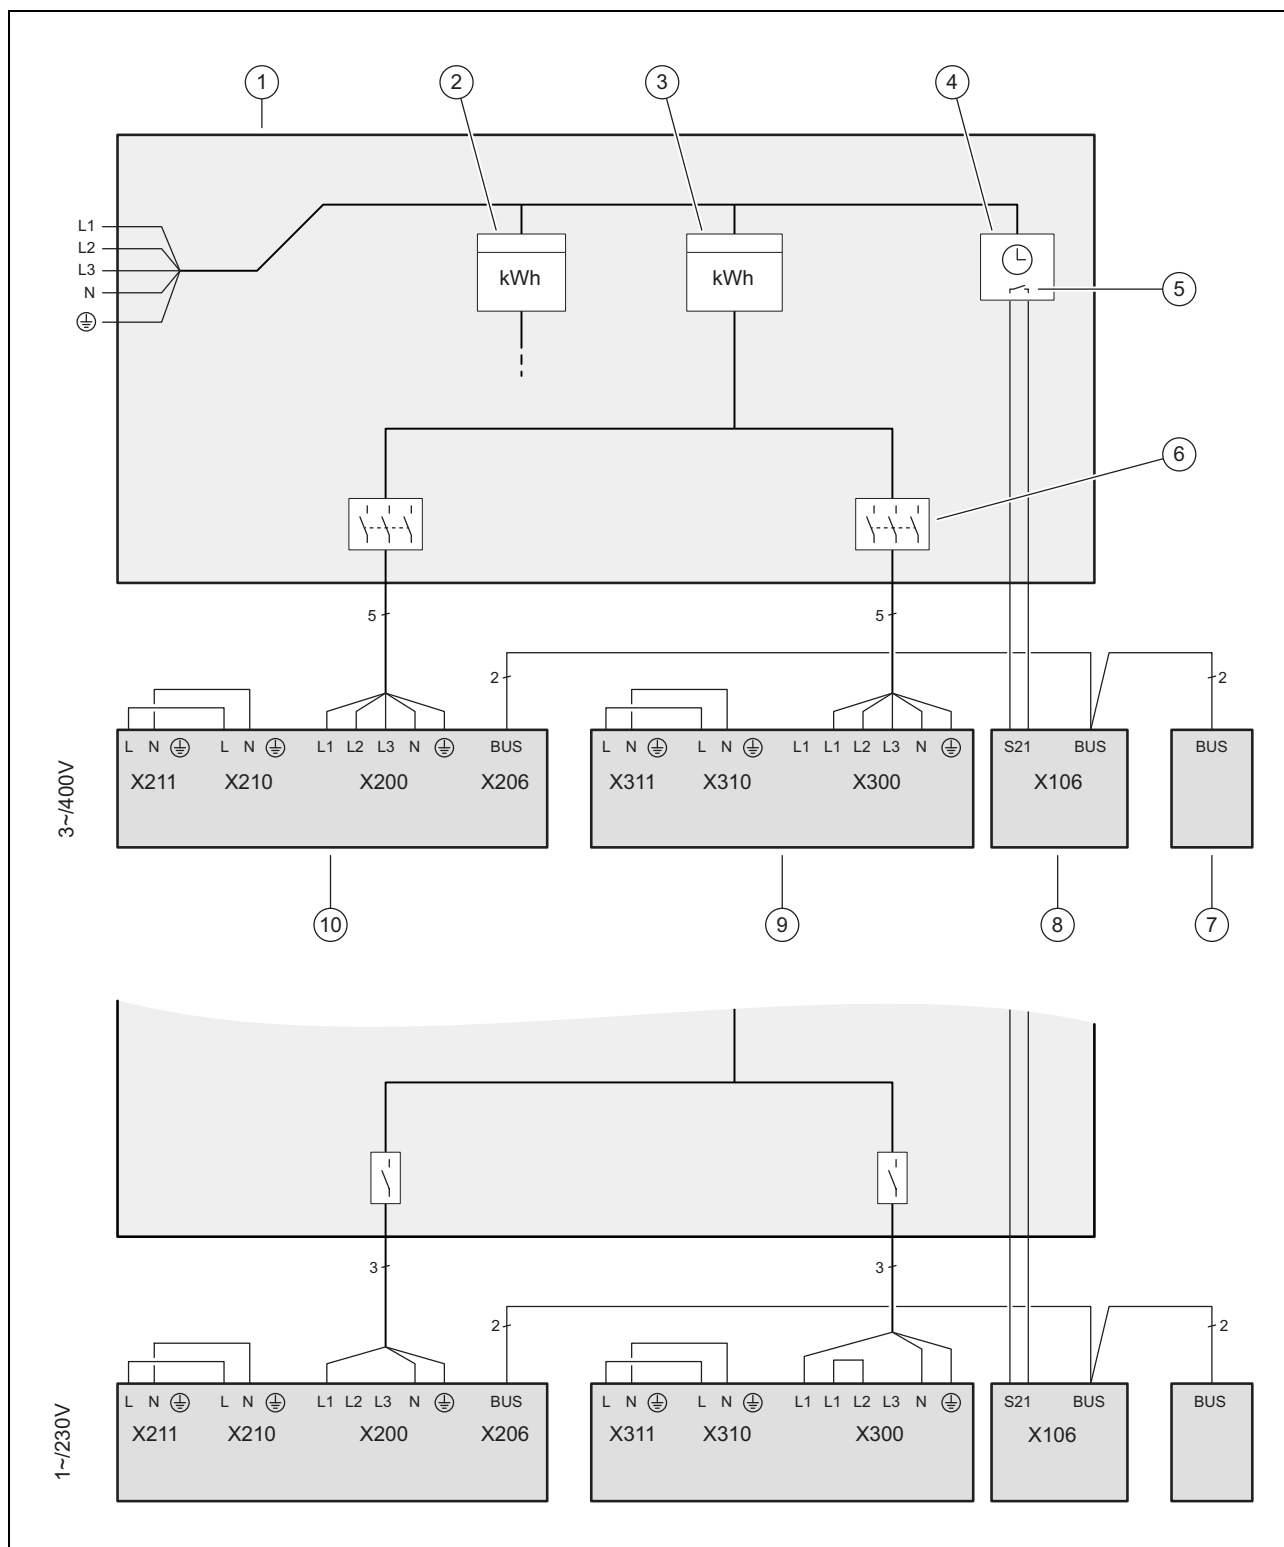 1 2 3 4
L1
L2
L3
N
kWh kWh
5
6
5 5
2 2
L N L N L1 L2 L3 N BUS L N L N L1 L1 L2 L3 N S21 BUS BUS
X211 X210 X200 X206 X311 X310 X300 X106
3~/400V
10 9 8 7
3 3
2 2
L N L N L1 L2 L3 N BUS L N L N L1 L1 L2 L3 N S21 BUS BUS
X211 X210 X200 X206 X311 X310 X300 X106
1~/230V